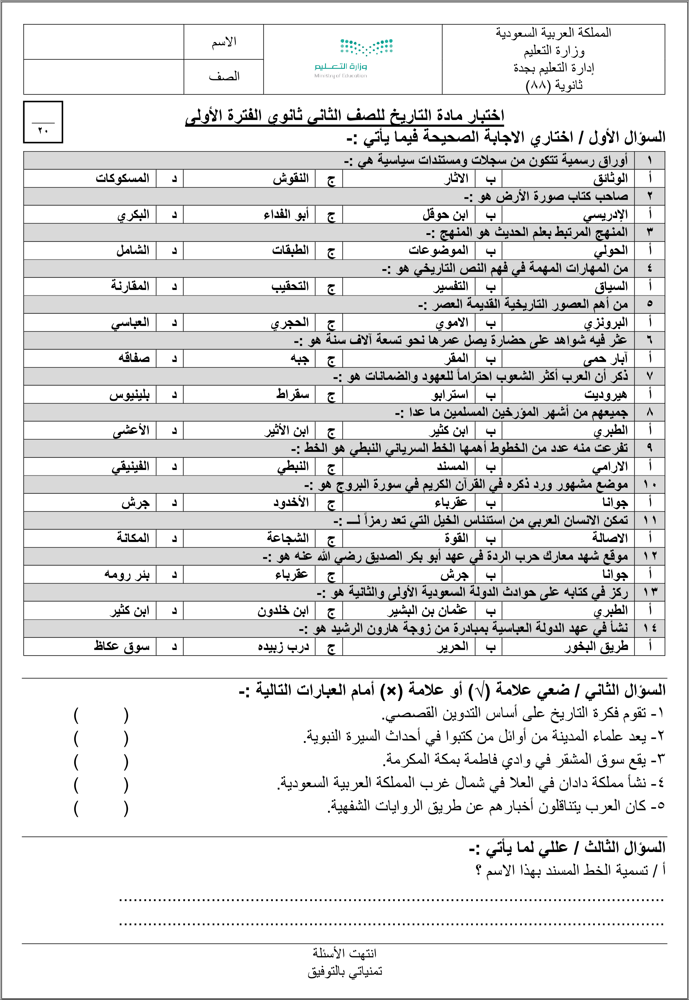 المملكة العربية السعودية
وزارة التعليم
إدارة التعليم بجدة
ثانوية (٨٨)
وزارة التعـــليم
Ministry of Education
الاسم
الصف
اختبار مادة التاريخ للصف الثاني ثانوي الفترة الأولى
٢٠
السؤال الأول / اختاري الاجابة الصحيحة فيما يأتي :-
١ أوراق رسمية تتكون من سجلات ومستندات سياسية هي :-
أ الوثائق ب الاثار ج النقوش د المسكوكات
٢ صاحب كتاب صورة الأرض هو :-
أ الإدريسي ب ابن حوقل ج أبو الفداء د البكري
٣ المنهج المرتبط بعلم الحديث هو المنهج :-
أ الحولي ب الموضوعات ج الطبقات د الشامل
٤ من المهارات المهمة في فهم النص التاريخي هو :-
أ السياق ب التفسير ج التحقيب د المقارنة
٥ من أهم العصور التاريخية القديمة العصر :-
أ البرونزي ب الاموي ج الحجري د العباسي
٦ عثر فيه شواهد على حضارة يصل عمرها نحو تسعة آلاف سنة هو :-
أ آبار حمى ب المقر ج جبه د صفاقه
٧ ذكر أن العرب أكثر الشعوب احتراماً للعهود والضمانات هو :-
أ هيروديت ب استرابو ج سقراط د بلينيوس
٨ جميعهم من أشهر المؤرخين المسلمين ما عدا :-
أ الطبري ب ابن كثير ج ابن الأثير د الأعشى
٩ تفرعت منه عدد من الخطوط أهمها الخط السرياني النبطي هو الخط :-
أ الارامي ب المسند ج النبطي د الفينيقي
١٠ موضع مشهور ورد ذكره في القرآن الكريم في سورة البروج هو :-
أ جوانا ب عقرباء ج الأخدود د جرش
١١ تمكن الانسان العربي من استئناس الخيل التي تعد رمزاً لـــ :-
أ الاصالة ب القوة ج الشجاعة د المكانة
١٢ موقع شهد معارك حرب الردة في عهد أبو بكر الصديق رضي الله عنه هو :-
أ جوانا ب جرش ج عقرباء د بئر رومه
١٣ ركز في كتابه على حوادث الدولة السعودية الأولى والثانية هو :-
أ الطبري ب عثمان بن البشير ج ابن خلدون د ابن كثير
١٤ نشأ في عهد الدولة العباسية بمبادرة من زوجة هارون الرشيد هو :-
أ طريق البخور ب الحرير ج درب زبيده د سوق عكاظ
السؤال الثاني / ضعي علامة (√) أو علامة (×) أمام العبارات التالية :-
١- تقوم فكرة التاريخ على أساس التدوين القصصي. ( )
٢- يعد علماء المدينة من أوائل من كتبوا في أحداث السيرة النبوية. ( )
٣- يقع سوق المشقر في وادي فاطمة بمكة المكرمة. ( )
٤- نشأ مملكة دادان في العلا في شمال غرب المملكة العربية السعودية. ( )
٥- كان العرب يتناقلون أخبارهم عن طريق الروايات الشفهية. ( )
السؤال الثالث / عللي لما يأتي :-
أ / تسمية الخط المسند بهذا الاسم ؟
انتهت الأسئلة
تمنياتي بالتوفيق